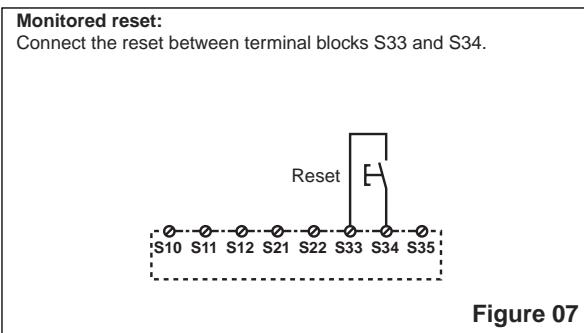 Monitored reset:
Connect the reset between terminal blocks S33 and S34.
Reset
S10 S11 S12 S21 S22 S33 S34 S35
Figure 07